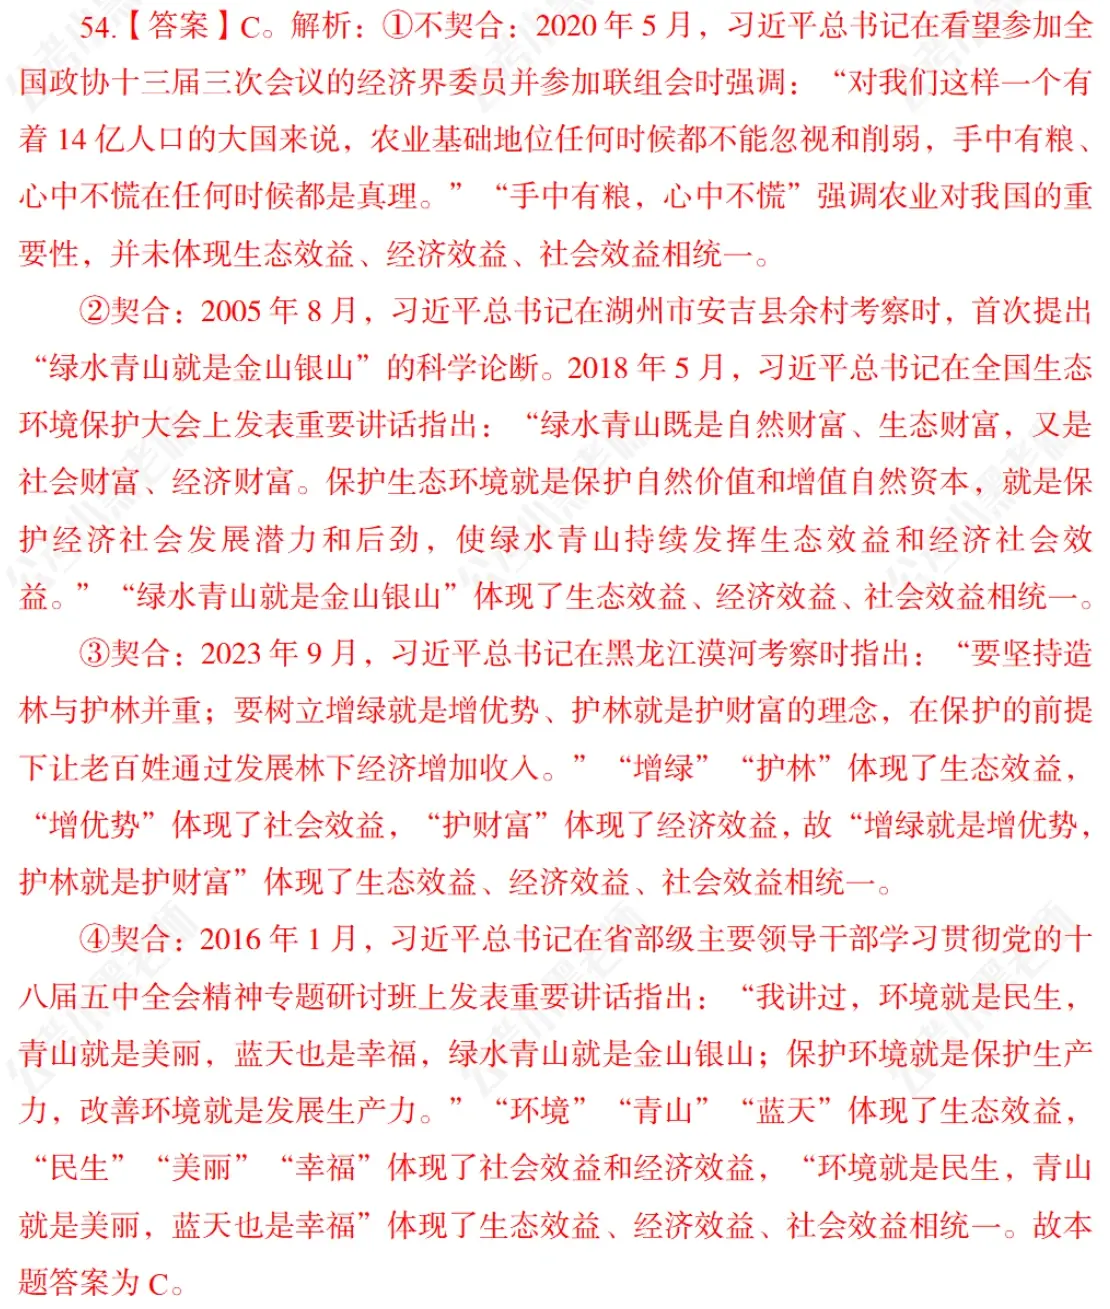 54.【答案】C。解析：①不契合：2020 年 5 月，习近平总书记在看望参加全
国政协十三届三次会议的经济界委员并参加联组会时强调：“对我们这样一个有
着 14 亿人口的大国来说，农业基础地位任何时候都不能忽视和削弱，手中有粮、
心中不慌在任何时候都是真理。”“手中有粮，心中不慌”强调农业对我国的重
要性，并未体现生态效益、经济效益、社会效益相统一。
②契合：2005 年 8 月，习近平总书记在湖州市安吉县余村考察时，首次提出
“绿水青山就是金山银山”的科学论断。2018 年 5 月，习近平总书记在全国生态
环境保护大会上发表重要讲话指出：“绿水青山既是自然财富、生态财富，又是
社会财富、经济财富。保护生态环境就是保护自然价值和增值自然资本，就是保
护经济社会发展潜力和后劲，使绿水青山持续发挥生态效益和经济社会效
益。”“绿水青山就是金山银山”体现了生态效益、经济效益、社会效益相统一。
③契合：2023 年 9 月，习近平总书记在黑龙江漠河考察时指出：“要坚持造
林与护林并重；要树立增绿就是增优势、护林就是护财富的理念，在保护的前提
下让老百姓通过发展林下经济增加收入。”“增绿”“护林”体现了生态效益，
“增优势”体现了社会效益，“护财富”体现了经济效益，故“增绿就是增优势，
护林就是护财富”体现了生态效益、经济效益、社会效益相统一。
④契合：2016 年 1 月，习近平总书记在省部级主要领导干部学习贯彻党的十
八届五中全会精神专题研讨班上发表重要讲话指出：“我讲过，环境就是民生，
青山就是美丽，蓝天也是幸福，绿水青山就是金山银山；保护环境就是保护生产
力，改善环境就是发展生产力。”“环境”“青山”“蓝天”体现了生态效益，
“民生”“美丽”“幸福”体现了社会效益和经济效益，“环境就是民生，青山
就是美丽，蓝天也是幸福”体现了生态效益、经济效益、社会效益相统一。故本
题答案为 C。
公考小黑老师